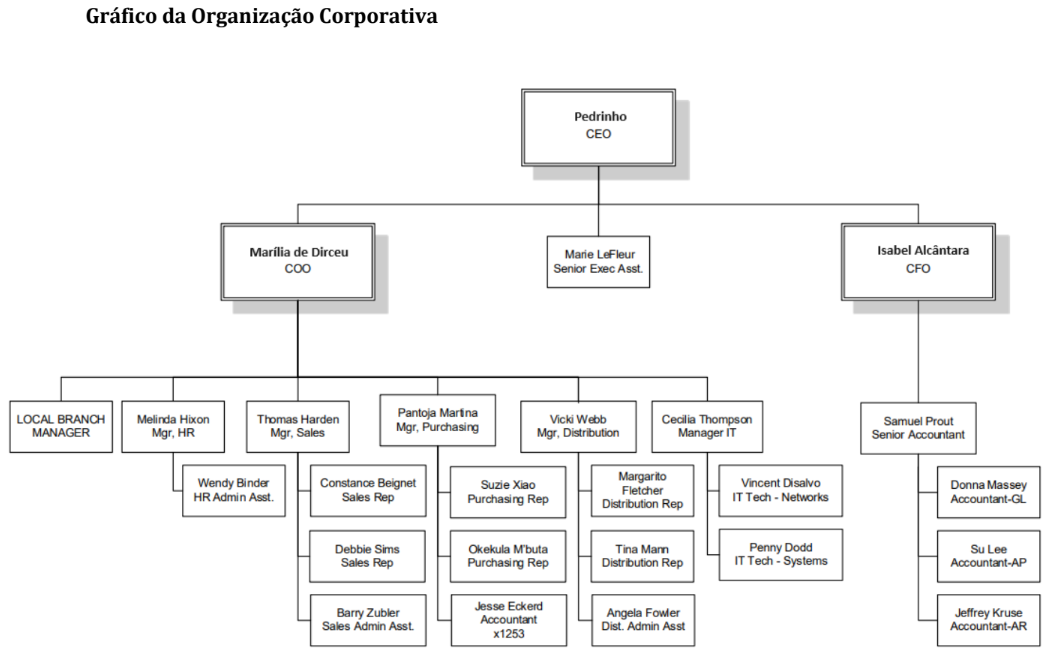 Gráfico da Organização Corporativa
Pedrinho
CEO
Marília de Dirceu
COO
Marie LeFleur
Senior Exec Asst.
Isabel Alcântara
CFO
LOCAL BRANCH
MANAGER
Melinda Hixon
Mgr, HR
Thomas Harden
Mgr, Sales
Pantoja Martina
Mgr, Purchasing
Vicki Webb
Mgr, Distribution
Cecilia Thompson
Manager IT
Samuel Prout
Senior Accountant
Wendy Binder
HR Admin Asst.
Constance Beignet
Sales Rep
Suzie Xiao
Purchasing Rep
Margarito
Fletcher
Distribution Rep
Vincent Disalvo
IT Tech - Networks
Donna Massey
Accountant-GL
Debbie Sims
Sales Rep
Okekula M'buta
Purchasing Rep
Tina Mann
Distribution Rep
Penny Dodd
IT Tech - Systems
Su Lee
Accountant-AP
Barry Zubler
Sales Admin Asst.
Jesse Eckerd
Accountant
x1253
Angela Fowler
Dist. Admin Asst
Jeffrey Kruse
Accountant-AR